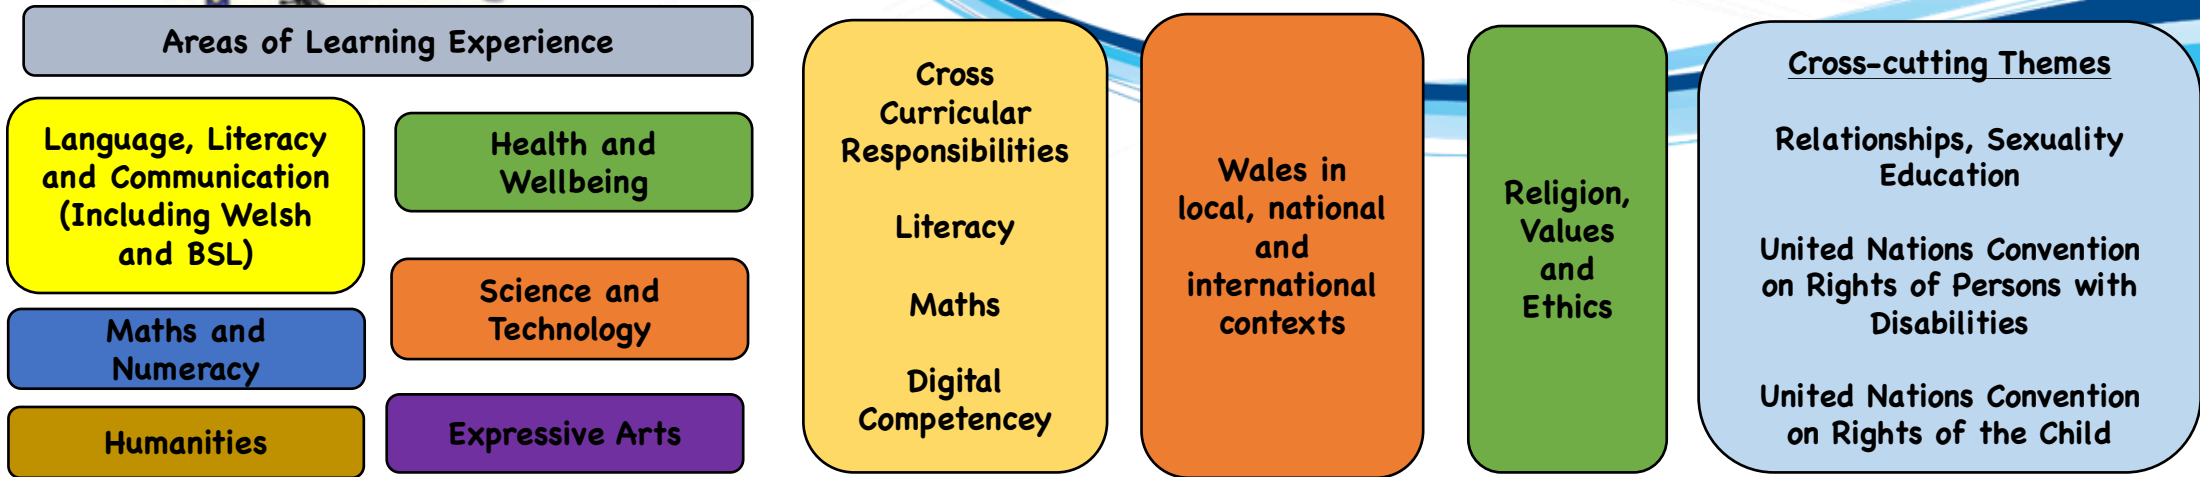 Areas of Learning Experience
Language, Literacy
and Communication
(Including Welsh
and BSL)
Maths and
Numeracy
Humanities
Health and
Wellbeing
Science and
Technology
Expressive Arts
Cross
Curricular
Responsibilities
Literacy
Maths
Digital
Competencey
Wales in
local, national
and
international
contexts
Religion,
Values
and
Ethics
Cross-cutting Themes
Relationships, Sexuality
Education
United Nations Convention
on Rights of Persons with
Disabilities
United Nations Convention
on Rights of the Child